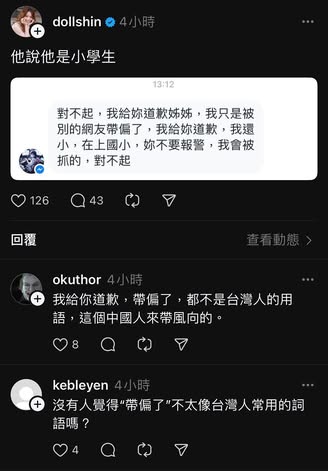 dollshin 4小時
他說他是小學生
13:12
對不起，我給妳道歉姊姊，我只是被
別的網友帶偏了，我給妳道歉，我還
小，在上國小，妳不要報警，我會被
抓的，對不起
126 43
回覆
查看動態 >
okuthor 4小時
我給你道歉，帶偏了，都不是台灣人的用
語，這個中國人來帶風向的。
8
kebleyen 4小時
沒有人覺得“帶偏了”不太像台灣人常用的詞
語嗎？
4